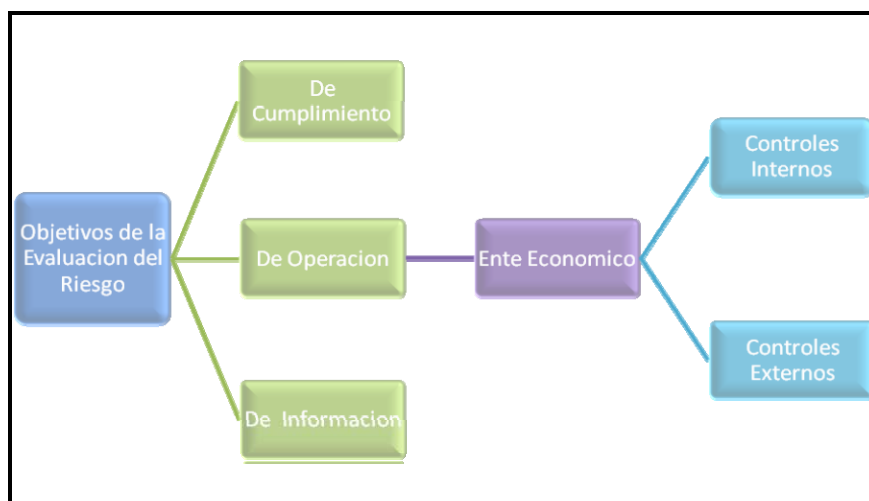 De
Cumplimiento
Controles
Internos
Objetivos de la
Evaluacion del
Riesgo
De Operacion
Ente Economico
Controles
Externos
De Informacion